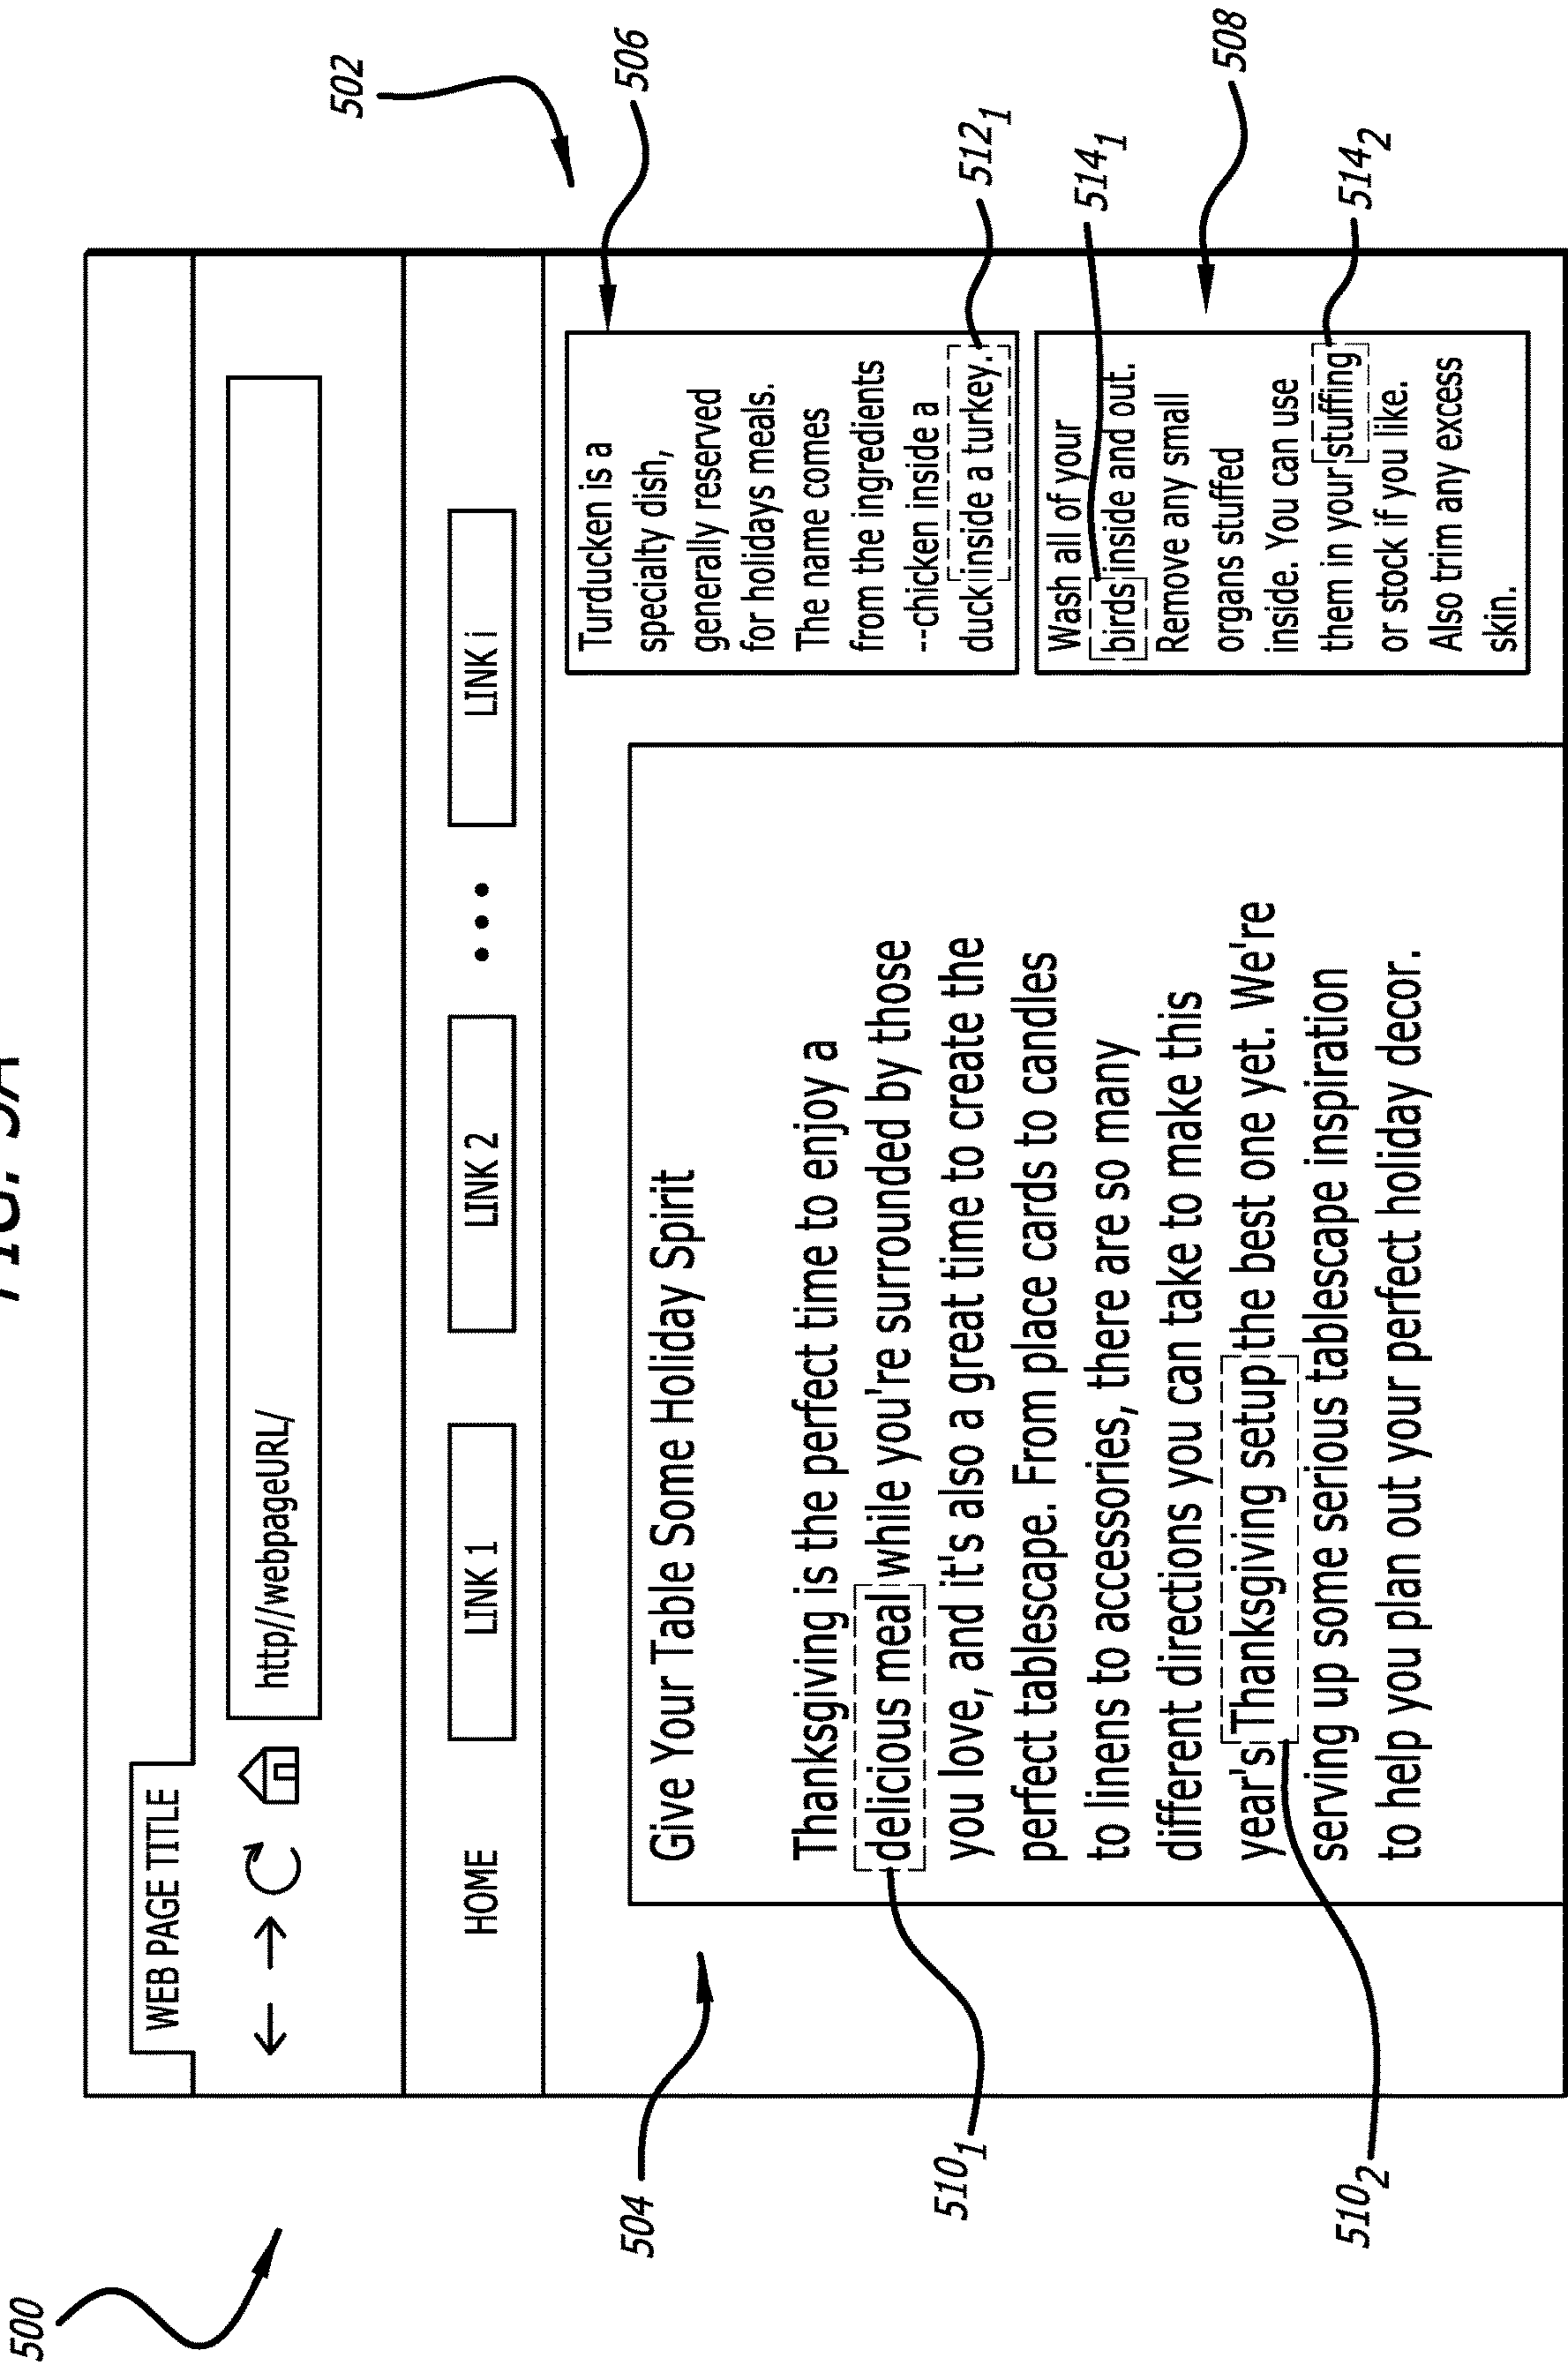 FIG. 5A
500
502
WEB PAGE TITLE
http//webpageURL/
HOME
LINK 1
LINK 2
LINK i
504
Give Your Table Some Holiday Spirit
Thanksgiving is the perfect time to enjoy a
delicious meal while you're surrounded by those
you love, and it's also a great time to create the
perfect tablescape. From place cards to candles
to linens to accessories, there are so many
different directions you can take to make this
year's Thanksgiving setup the best one yet. We're
serving up some serious tablescape inspiration
to help you plan out your perfect holiday decor.
510₁
510₂
506
Turducken is a
specialty dish,
generally reserved
for holidays meals.
The name comes
from the ingredients
--chicken inside a
duck inside a turkey.
512₁
514₁
Wash all of your
birds inside and out.
Remove any small
organs stuffed
inside. You can use
them in your stuffing
or stock if you like.
Also trim any excess
skin.
508
514₂